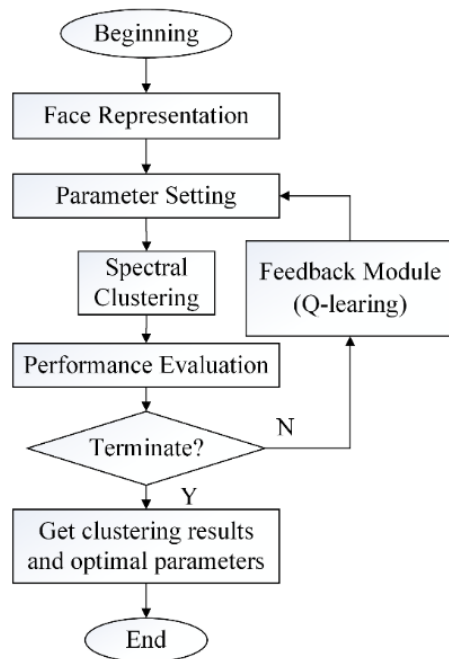 Beginning
Face Representation
Parameter Setting
Spectral
Clustering
Feedback Module
(Q-learing)
Performance Evaluation
Terminate?
N
Y
Get clustering results
and optimal parameters
End